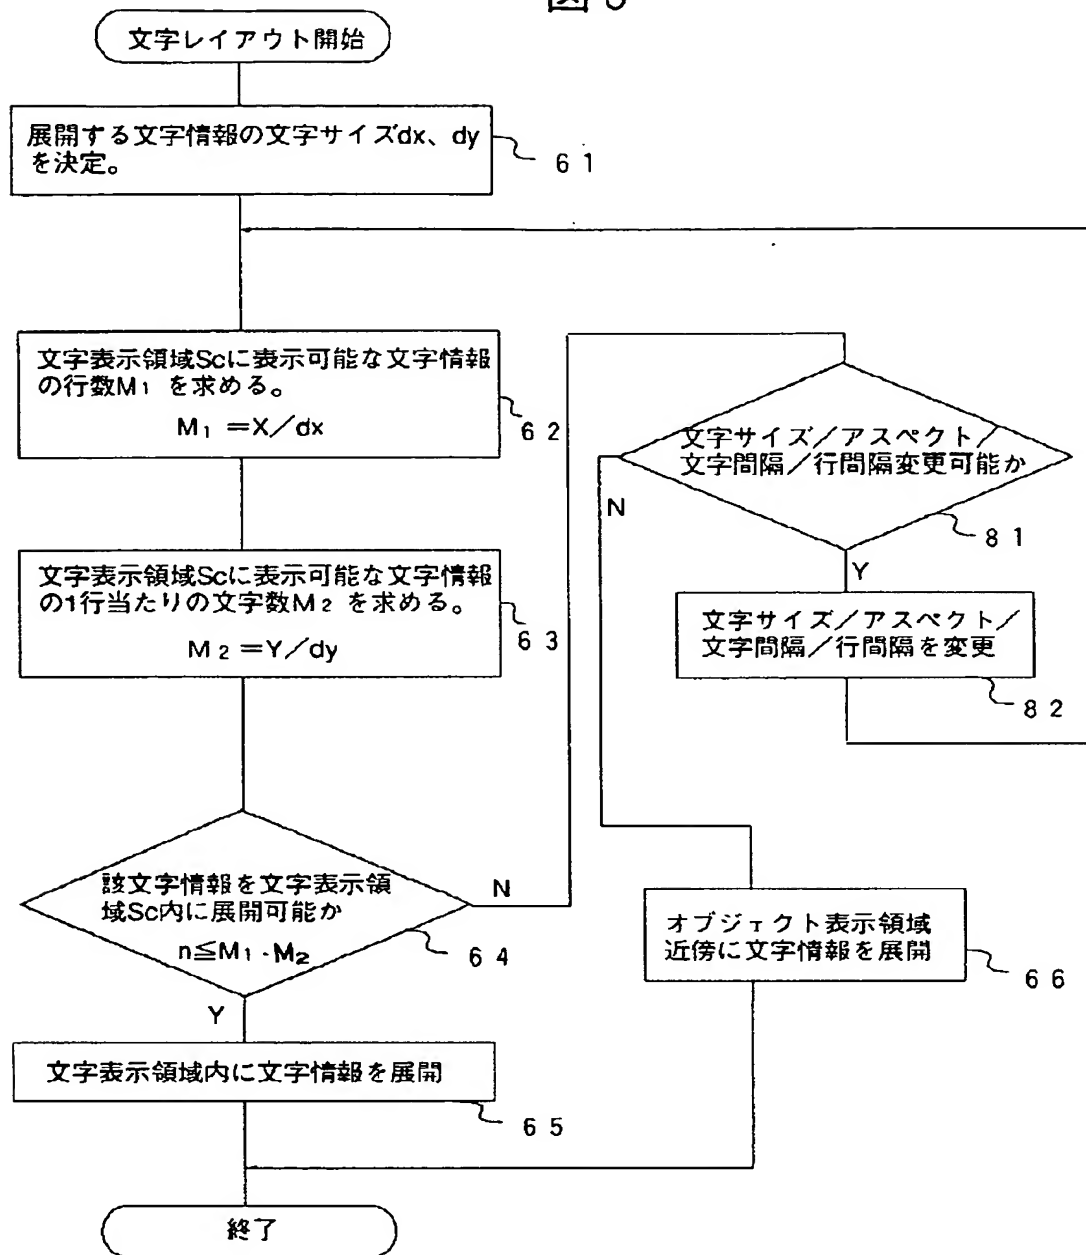 文字レイアウト開始
展開する文字情報の文字サイズdx、dy
を決定。
61
文字表示領域Scに表示可能な文字情報
の行数M₁ を求める。
M₁ =X/dx
62
文字表示領域Scに表示可能な文字情報
の1行当たりの文字数M₂ を求める。
M₂ =Y/dy
63
該文字情報を文字表示領
域Sc内に展開可能か
n≦M₁・M₂
64
N
Y
文字表示領域内に文字情報を展開
65
終了
文字サイズ/アスペクト/
文字間隔/行間隔変更可能か
81
N
Y
文字サイズ/アスペクト/
文字間隔/行間隔を変更
82
オブジェクト表示領域
近傍に文字情報を展開
66